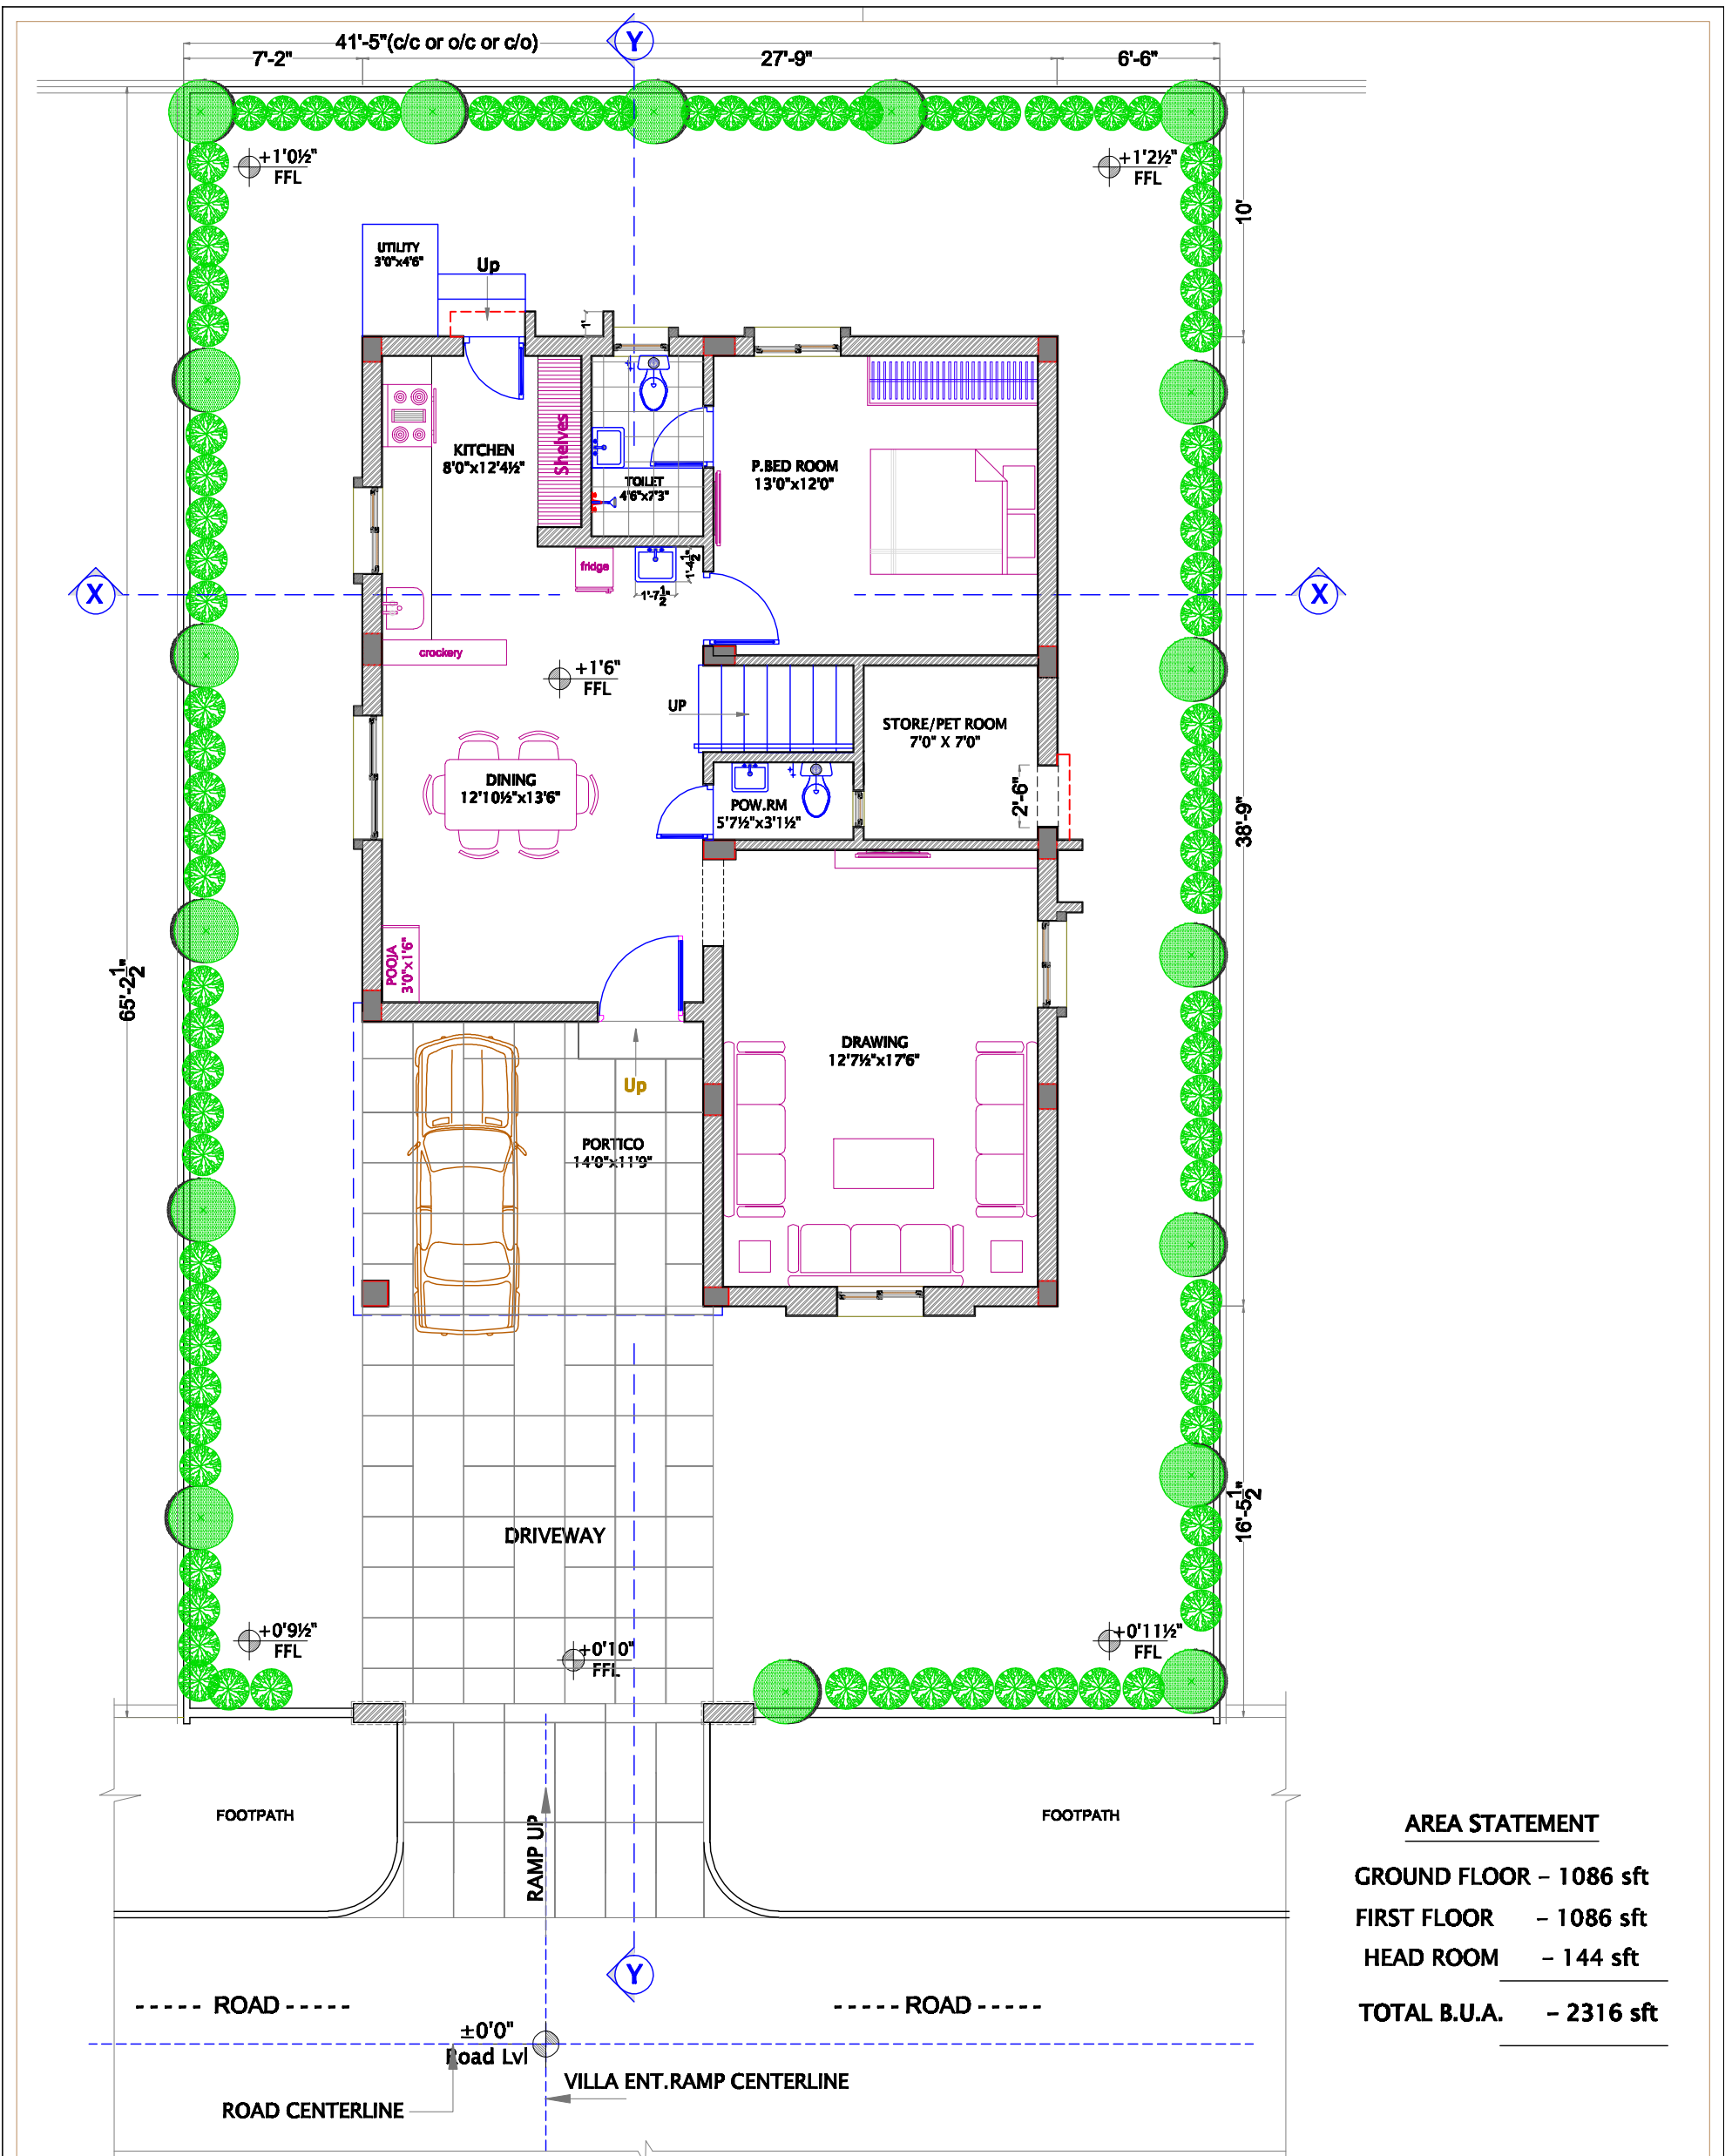 41'-5"(c/c or o/c or c/o)
Y
7'-2"
27'-9"
6'-6"
+1'0½"
FFL
+1'2½"
FFL
10'
UTILITY
3'0"x4'6"
Up
1'
KITCHEN
8'0"x12'4½"
Shelves
TOILET
4'6"x7'3"
P.BED ROOM
13'0"x12'0"
fridge
1'-4½"
1'-7½"
X
X
crockery
+1'6"
FFL
UP
STORE/PET ROOM
7'0" X 7'0"
DINING
12'10½"x13'6"
POW.RM
5'7½"x3'1½"
2'-6"
38'-9"
POOJA
3'0"x1'6"
65'-2½"
DRAWING
12'7½"x17'6"
Up
PORTICO
14'0"x11'9"
16'-5½"
DRIVEWAY
+0'9½"
FFL
+0'10"
FFL
+0'11½"
FFL
FOOTPATH
RAMP UP
FOOTPATH
AREA STATEMENT
GROUND FLOOR – 1086 sft
FIRST FLOOR – 1086 sft
HEAD ROOM – 144 sft
TOTAL B.U.A. – 2316 sft
Y
----- ROAD -----
----- ROAD -----
±0'0"
Road Lvl
VILLA ENT.RAMP CENTERLINE
ROAD CENTERLINE